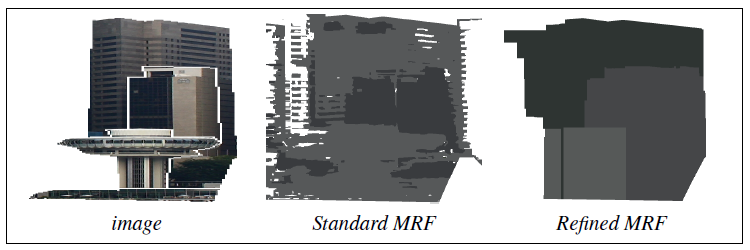 image
Standard MRF
Refined MRF